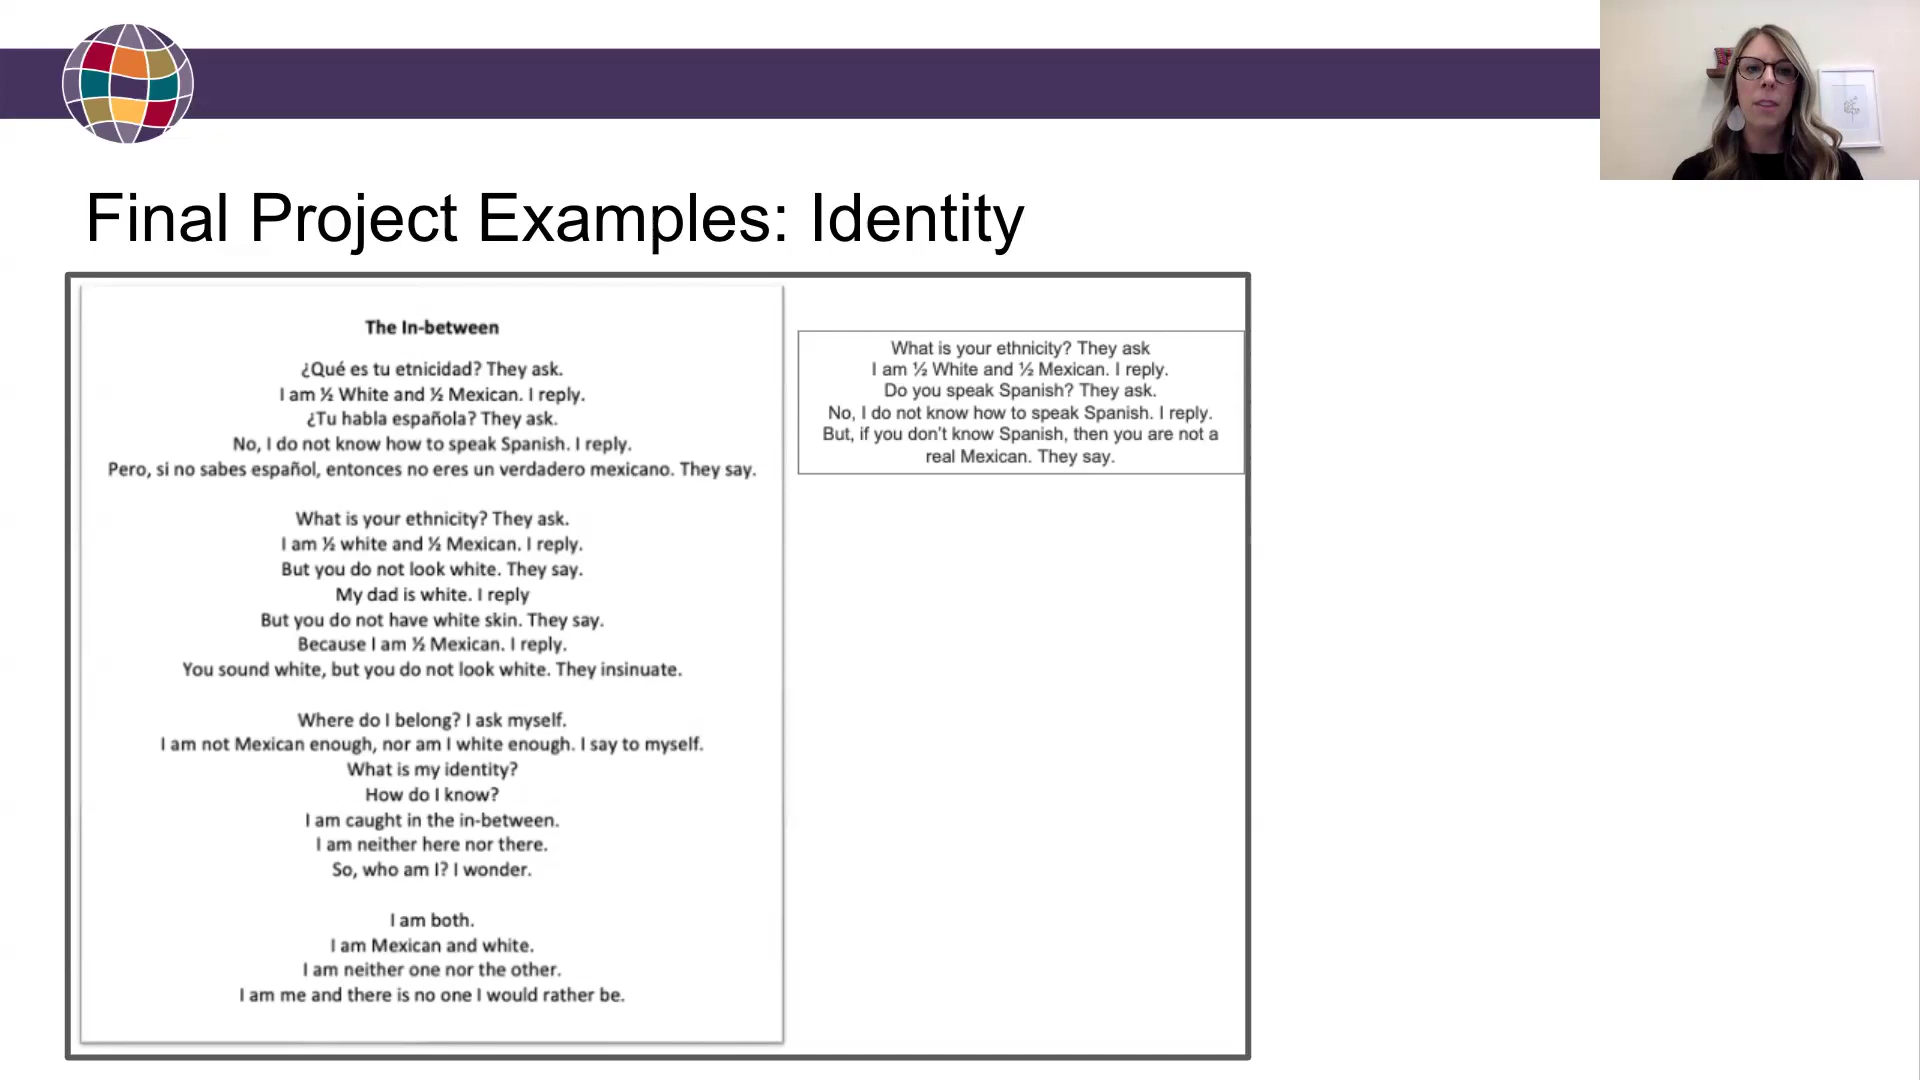 Final Project Examples: Identity
The In-between
¿Qué es tu etnicidad? They ask.
I am ½ White and ½ Mexican. I reply.
¿Tu habla española? They ask.
No, I do not know how to speak Spanish. I reply.
Pero, si no sabes español, entonces no eres un verdadero mexicano. They say.
What is your ethnicity? They ask.
I am ½ white and ½ Mexican. I reply.
But you do not look white. They say.
My dad is white. I reply
But you do not have white skin. They say.
Because I am ½ Mexican. I reply.
You sound white, but you do not look white. They insinuate.
Where do I belong? I ask myself.
I am not Mexican enough, nor am I white enough. I say to myself.
What is my identity?
How do I know?
I am caught in the in-between.
I am neither here nor there.
So, who am I? I wonder.
I am both.
I am Mexican and white.
I am neither one nor the other.
I am me and there is no one I would rather be.
What is your ethnicity? They ask
I am ½ White and ½ Mexican. I reply.
Do you speak Spanish? They ask.
No, I do not know how to speak Spanish. I reply.
But, if you don't know Spanish, then you are not a
real Mexican. They say.